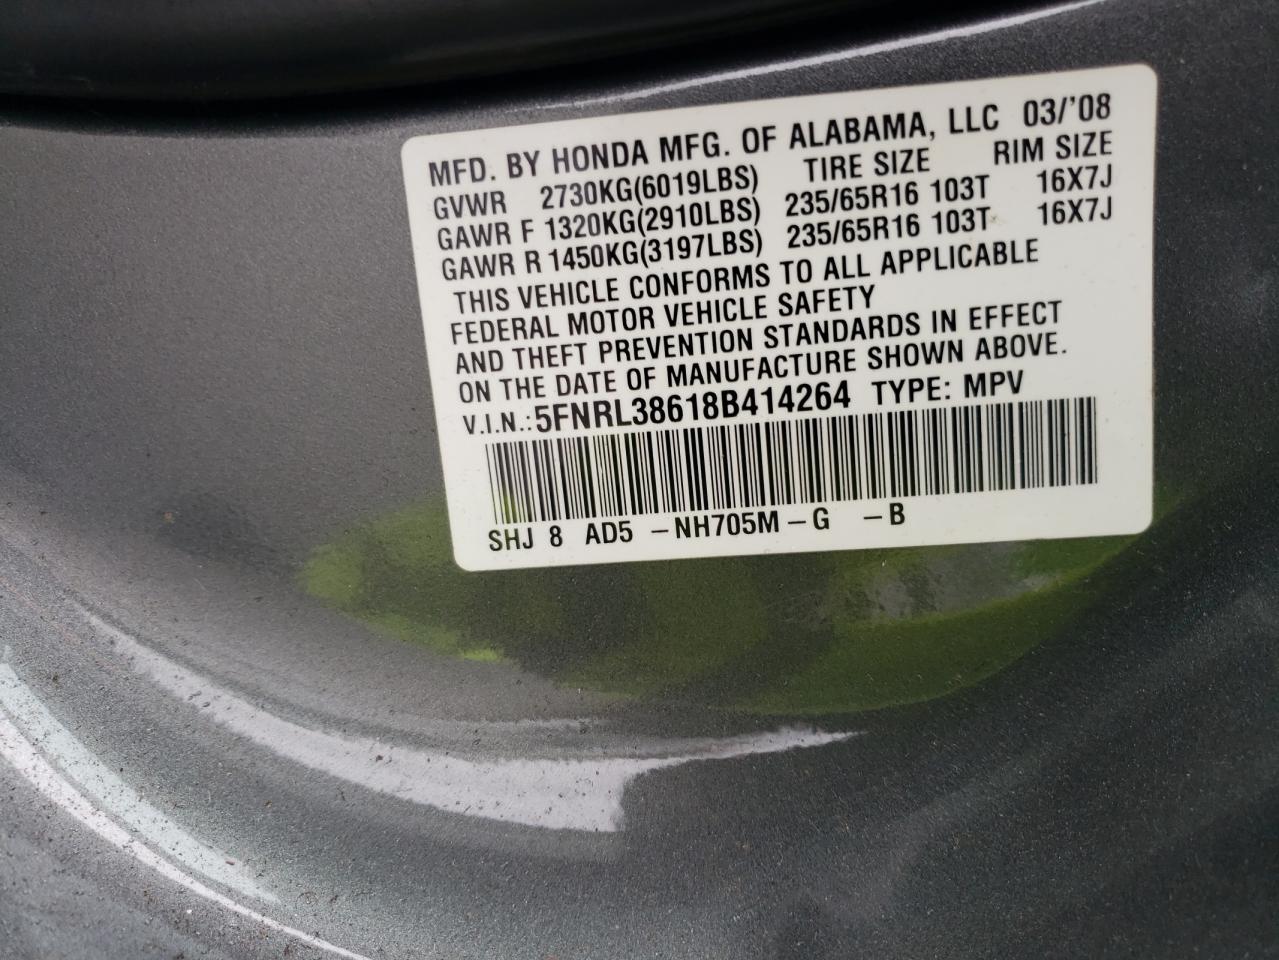 MFD. BY HONDA MFG. OF ALABAMA, LLC 03/'08
TIRE SIZE RIM SIZE
GVWR 2730KG(6019LBS)
GAWR F 1320KG(2910LBS) 235/65R16 103T 16X7J
GAWR R 1450KG(3197LBS) 235/65R16 103T 16X7J
THIS VEHICLE CONFORMS TO ALL APPLICABLE
FEDERAL MOTOR VEHICLE SAFETY
AND THEFT PREVENTION STANDARDS IN EFFECT
ON THE DATE OF MANUFACTURE SHOWN ABOVE.
V.I.N.:5FNRL38618B414264 TYPE: MPV
SHJ 8 AD5 -NH705M-G -B